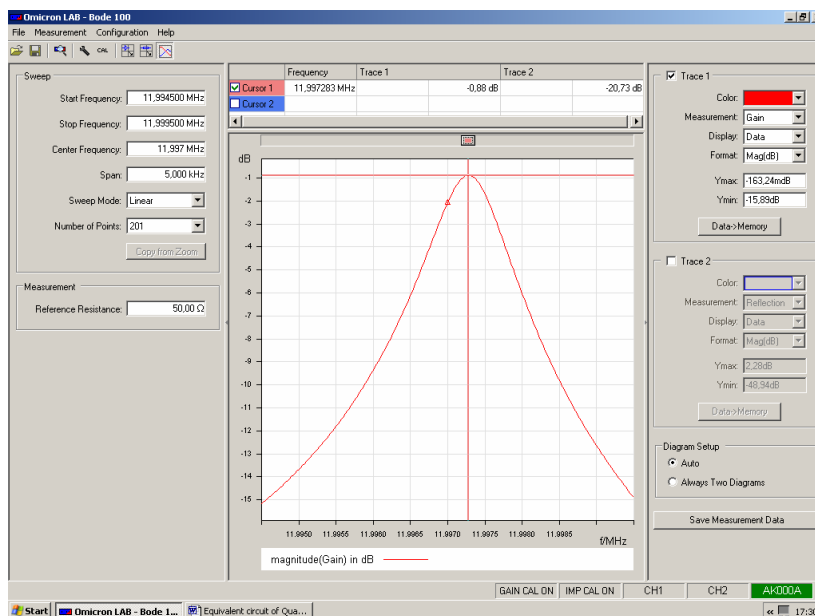 Omicron LAB - Bode 100
File Measurement Configuration Help
CAL
Sweep
Start Frequency: 11,994500 MHz
Stop Frequency: 11,999500 MHz
Center Frequency: 11,997 MHz
Span: 5,000 kHz
Sweep Mode: Linear
Number of Points: 201
Copy from Zoom
Measurement
Reference Resistance: 50,00 Ω
Frequency Trace 1 Trace 2
Cursor 1 11,997283 MHz -0,88 dB -20,73 dB
Cursor 2
dB
-1
-2
-3
-4
-5
-6
-7
-8
-9
-10
-11
-12
-13
-14
-15
11.9950 11.9955 11.9960 11.9965 11.9970 11.9975 11.9980 11.9985
f/MHz
magnitude(Gain) in dB
Trace 1
Color:
Measurement: Gain
Display: Data
Format: Mag(dB)
Ymax: -163,24mdB
Ymin: -15,89dB
Data->Memory
Trace 2
Color:
Measurement: Reflection
Display: Data
Format: Mag(dB)
Ymax: 2,28dB
Ymin: -48,94dB
Data->Memory
Diagram Setup
Auto
Always Two Diagrams
Save Measurement Data
GAIN CAL ON IMP CAL ON CH1 CH2 AK000A
Start Omicron LAB - Bode 1... Equivalent circuit of Qua... « 17:30